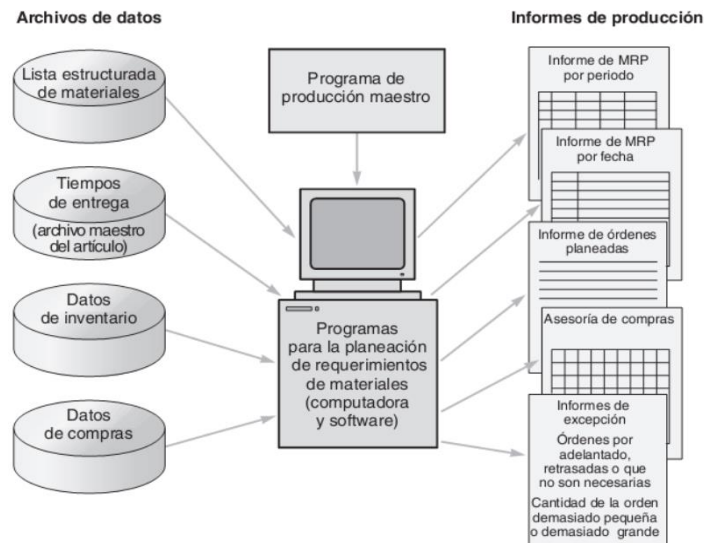 Archivos de datos
Informes de producción
Lista estructurada
de materiales
Tiempos
de entrega
(archivo maestro
del artículo)
Datos
de inventario
Datos
de compras
Programa de
producción maestro
Programas
para la planeación
de requerimientos
de materiales
(computadora
y software)
Informe de MRP
por periodo
Informe de MRP
por fecha
Informe de órdenes
planeadas
Asesoría de compras
Informes de
excepción
Órdenes por
adelantado,
retrasadas o que
no son necesarias
Cantidad de la orden
demasiado pequeña
o demasiado grande